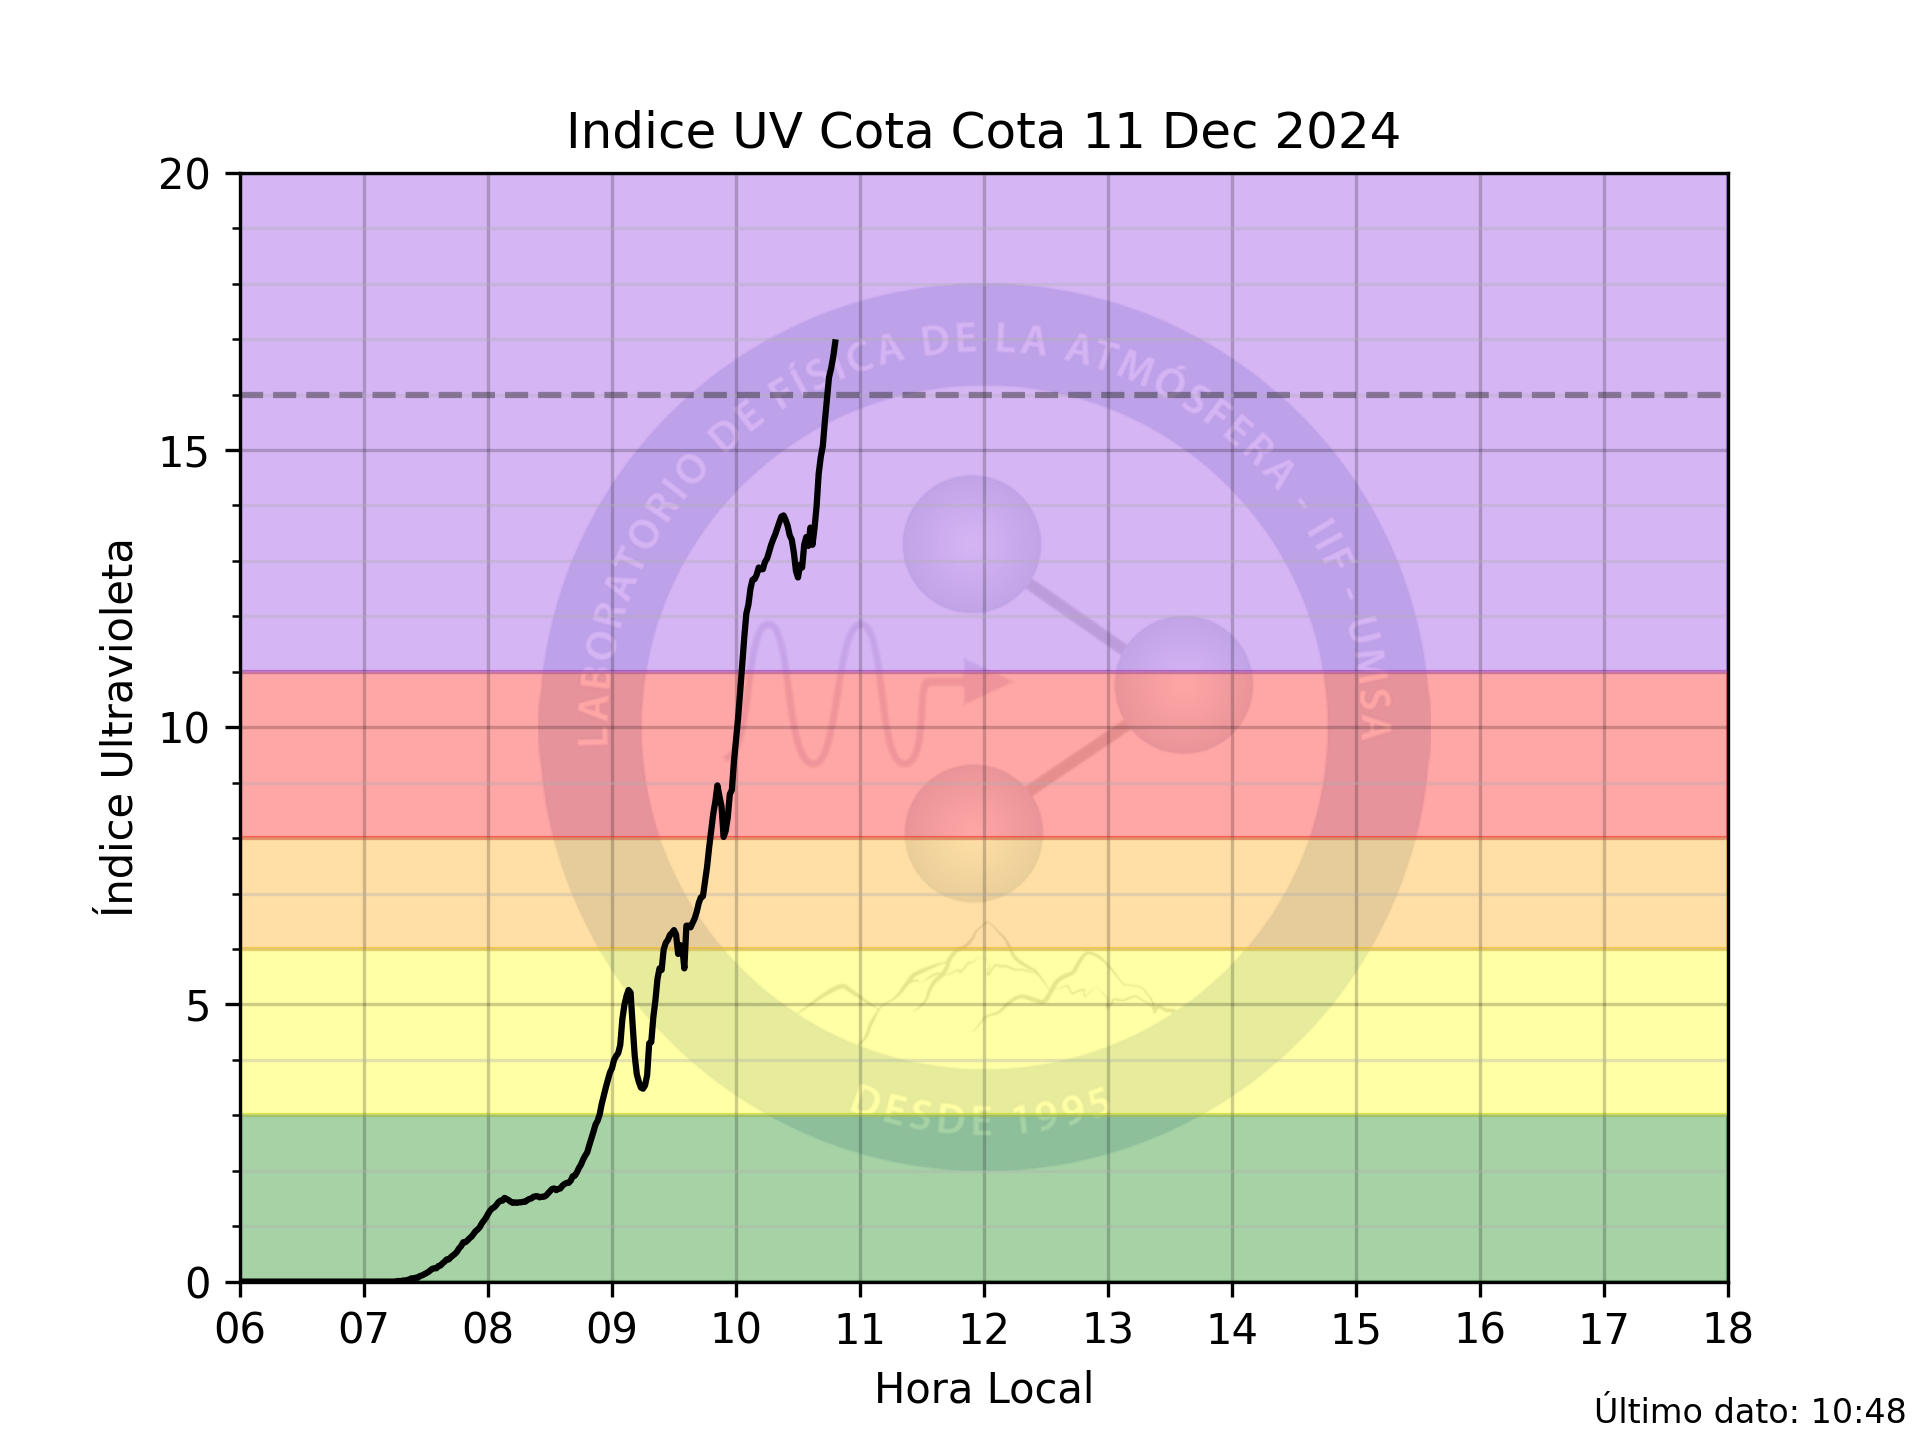 Indice UV Cota Cota 11 Dec 2024
20
15
10
5
0
Índice Ultravioleta
LABORATORIO DE FÍSICA DE LA ATMÓSFERA - IIF - UMSA
DESDE 1995
06 07 08 09 10 11 12 13 14 15 16 17 18
Hora Local
Último dato: 10:48